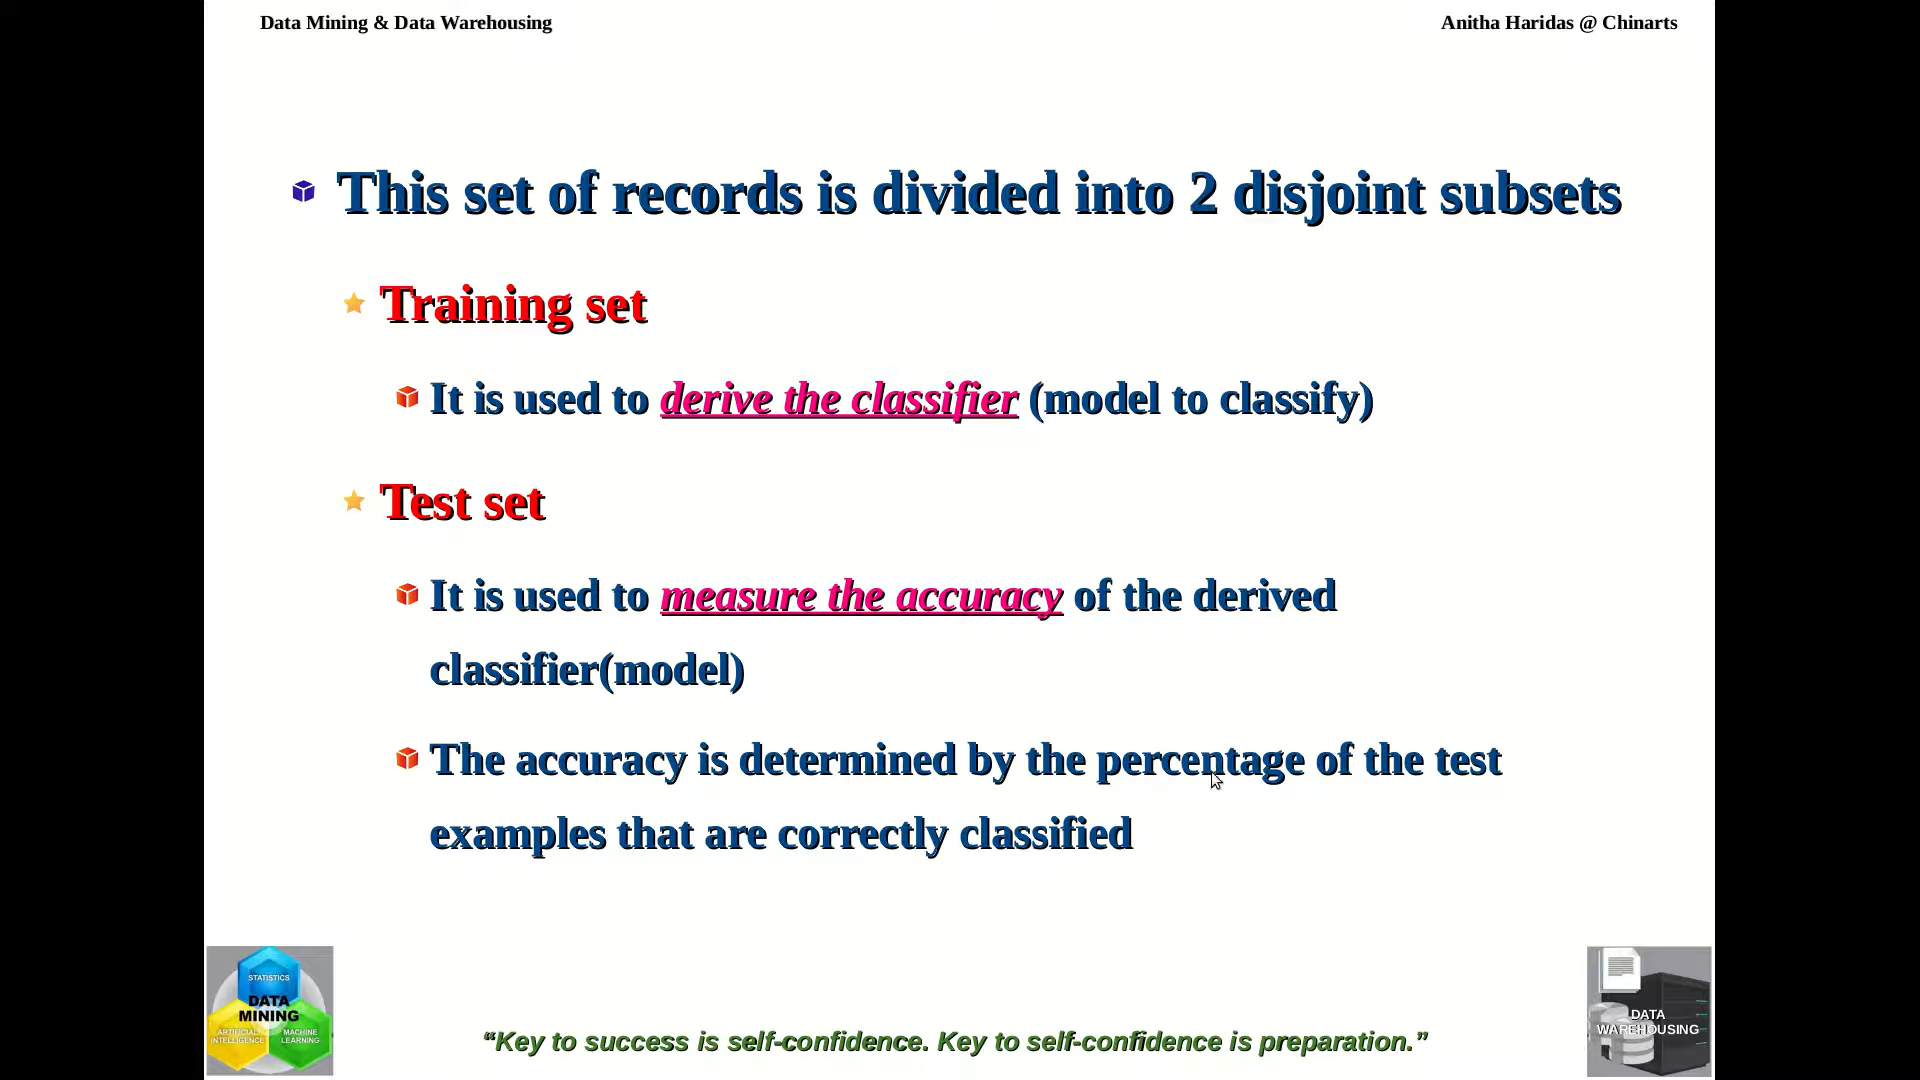 Data Mining & Data Warehousing
Anitha Haridas @ Chinarts
This set of records is divided into 2 disjoint subsets
Training set
It is used to derive the classifier (model to classify)
Test set
It is used to measure the accuracy of the derived
classifier(model)
The accuracy is determined by the percentage of the test
examples that are correctly classified
STATISTICS
DATA
MINING
ARTIFICIAL
INTELLIGENCE
MACHINE
LEARNING
“Key to success is self-confidence. Key to self-confidence is preparation.”
DATA
WAREHOUSING